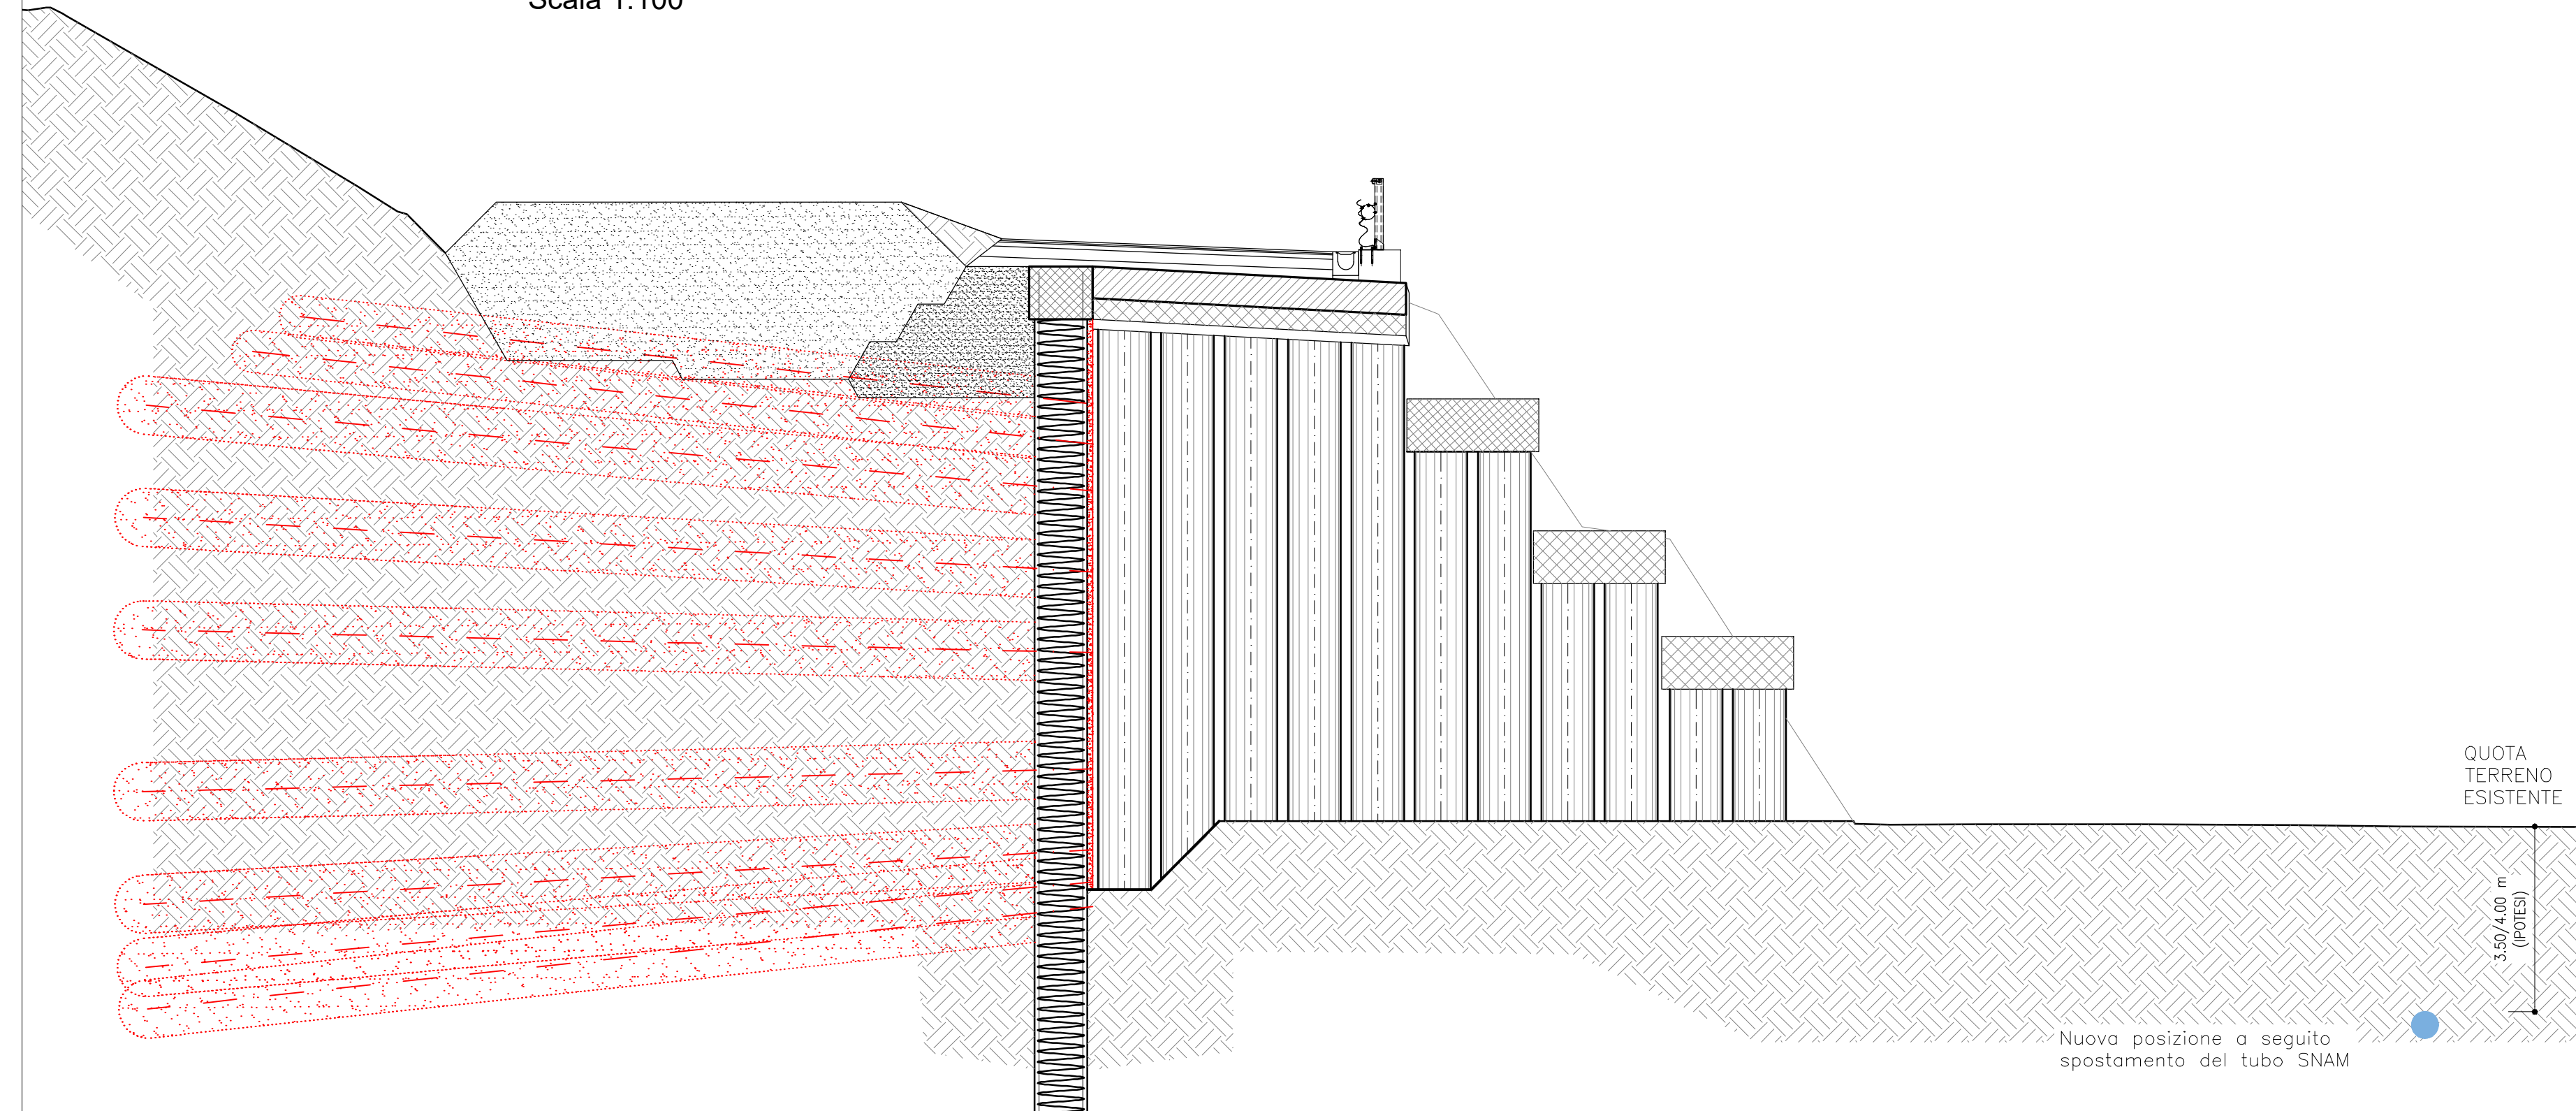 Scala 1:100
QUOTA
TERRENO
ESISTENTE
3.50/4.00 m
(IPOTESI)
Nuova posizione a seguito
spostamento del tubo SNAM